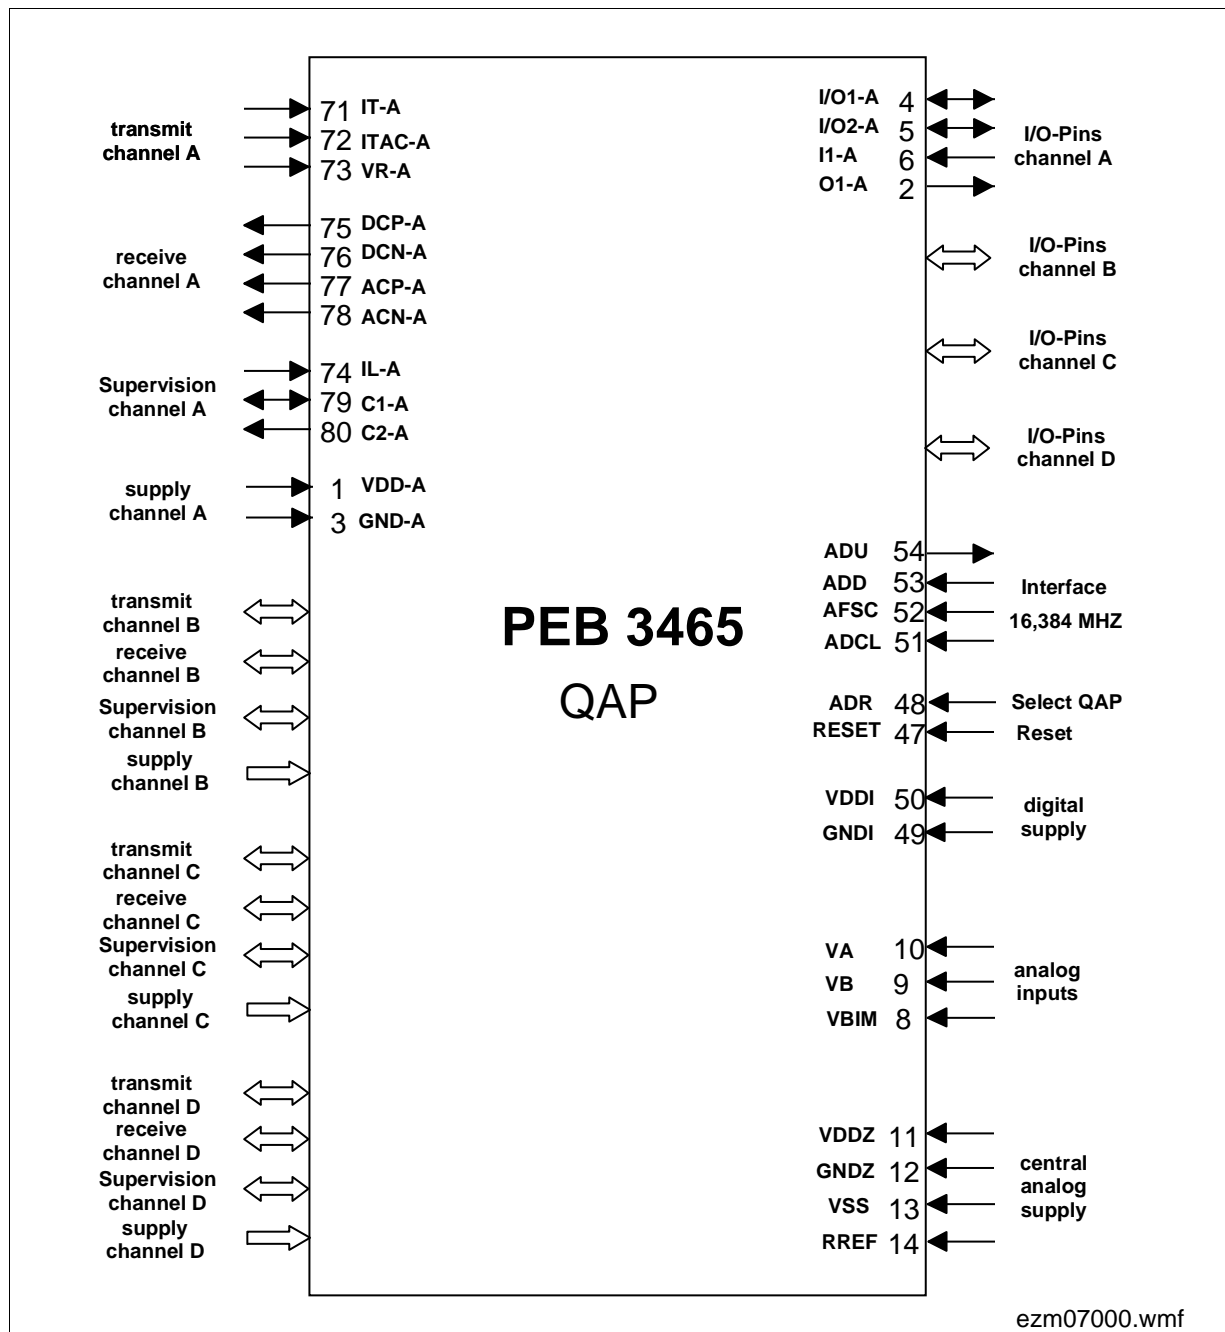 transmit
channel A
71 IT-A
72 ITAC-A
73 VR-A
receive
channel A
75 DCP-A
76 DCN-A
77 ACP-A
78 ACN-A
Supervision
channel A
74 IL-A
79 C1-A
80 C2-A
supply
channel A
1 VDD-A
3 GND-A
transmit
channel B
receive
channel B
Supervision
channel B
supply
channel B
transmit
channel C
receive
channel C
Supervision
channel C
supply
channel C
transmit
channel D
receive
channel D
Supervision
channel D
supply
channel D
PEB 3465
QAP
I/O1-A 4
I/O2-A 5
I1-A 6
O1-A 2
I/O-Pins
channel A
I/O-Pins
channel B
I/O-Pins
channel C
I/O-Pins
channel D
ADU 54
ADD 53
AFSC 52
ADCL 51
Interface
16,384 MHZ
ADR 48 Select QAP
RESET 47 Reset
VDDI 50
GNDI 49
digital
supply
VA 10
VB 9
VBIM 8
analog
inputs
VDDZ 11
GNDZ 12
VSS 13
RREF 14
central
analog
supply
ezm07000.wmf